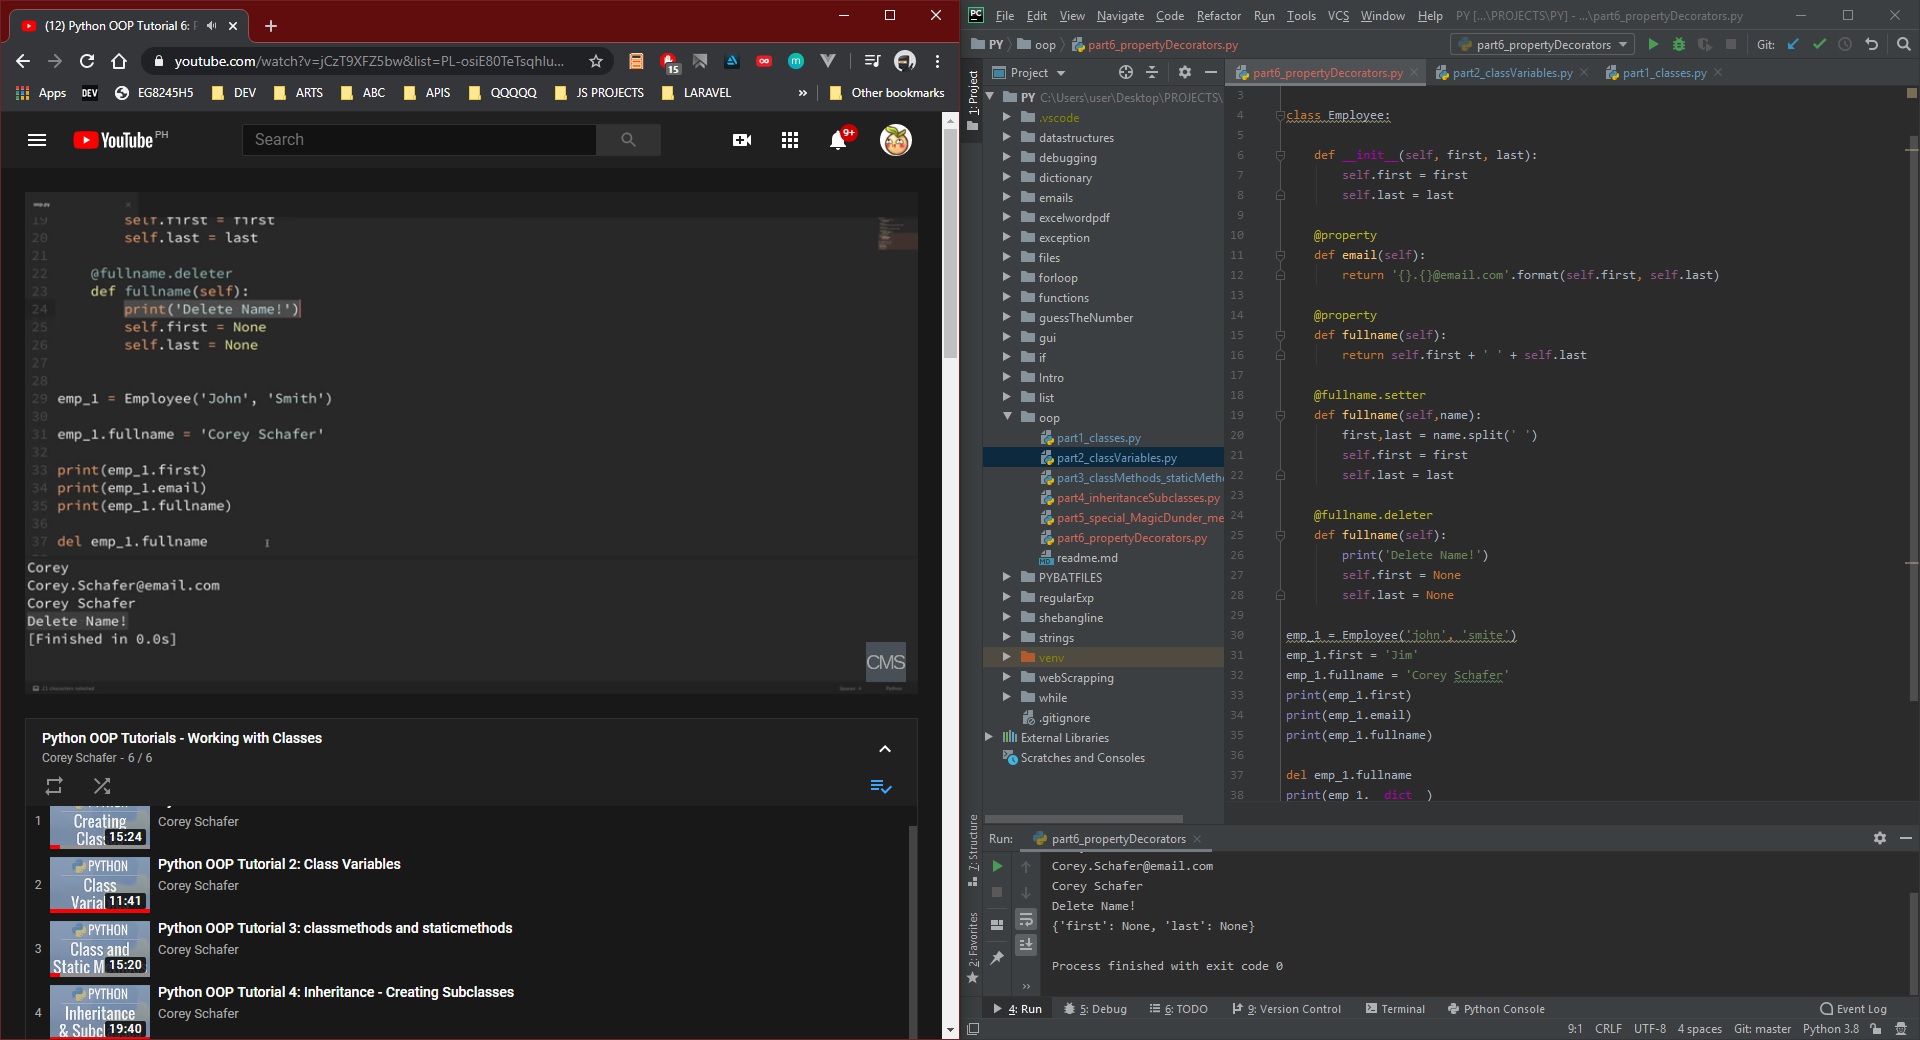 (12) Python OOP Tutorial 6: P
youtube.com/watch?v=jCzT9XFZ5bw&list=PL-osiE80TeTsqhIu...
15
Apps
DEV
EG8245H5
DEV
ARTS
ABC
APIS
QQQQQ
JS PROJECTS
LARAVEL
»
Other bookmarks
YouTube PH
Search
9+
19 self.first = first
20 self.last = last
21
22 @fullname.deleter
23 def fullname(self):
24 print('Delete Name!')
25 self.first = None
26 self.last = None
27
28
29 emp_1 = Employee('John', 'Smith')
30
31 emp_1.fullname = 'Corey Schafer'
32
33 print(emp_1.first)
34 print(emp_1.email)
35 print(emp_1.fullname)
36
37 del emp_1.fullname
Corey
Corey.Schafer@email.com
Corey Schafer
Delete Name!
[Finished in 0.0s]
CMS
Python OOP Tutorials - Working with Classes
Corey Schafer - 6 / 6
1
Creating
Clas
15:24
Corey Schafer
2
PYTHON
Class
Varia
11:41
Python OOP Tutorial 2: Class Variables
Corey Schafer
3
PYTHON
Class and
Static M
15:20
Python OOP Tutorial 3: classmethods and staticmethods
Corey Schafer
4
PYTHON
Inheritance
& Subc
19:40
Python OOP Tutorial 4: Inheritance - Creating Subclasses
Corey Schafer
PC File Edit View Navigate Code Refactor Run Tools VCS Window Help PY [...\PROJECTS\PY] - ...\part6_propertyDecorators.py
PY oop part6_propertyDecorators.py
part6_propertyDecorators
Git:
1: Project
Project
part6_propertyDecorators.py
part2_classVariables.py
part1_classes.py
PY C:\Users\user\Desktop\PROJECTS\
.vscode
datastructures
debugging
dictionary
emails
excelwordpdf
exception
files
forloop
functions
guessTheNumber
gui
if
Intro
list
oop
part1_classes.py
part2_classVariables.py
part3_classMethods_staticMetho
part4_inheritanceSubclasses.py
part5_special_MagicDunder_me
part6_propertyDecorators.py
readme.md
PYBATFILES
regularExp
shebangline
strings
venv
webScrapping
while
.gitignore
External Libraries
Scratches and Consoles
3
4 class Employee:
5
6 def __init__(self, first, last):
7 self.first = first
8 self.last = last
9
10 @property
11 def email(self):
12 return '{}.{}@email.com'.format(self.first, self.last)
13
14 @property
15 def fullname(self):
16 return self.first + ' ' + self.last
17
18 @fullname.setter
19 def fullname(self,name):
20 first,last = name.split(' ')
21 self.first = first
22 self.last = last
23
24 @fullname.deleter
25 def fullname(self):
26 print('Delete Name!')
27 self.first = None
28 self.last = None
29
30 emp_1 = Employee('john', 'smite')
31 emp_1.first = 'Jim'
32 emp_1.fullname = 'Corey Schafer'
33 print(emp_1.first)
34 print(emp_1.email)
35 print(emp_1.fullname)
36
37 del emp_1.fullname
38 print(emp_1.__dict__)
7: Structure
2: Favorites
Run: part6_propertyDecorators
Corey.Schafer@email.com
Corey Schafer
Delete Name!
{'first': None, 'last': None}
Process finished with exit code 0
»
4: Run
5: Debug
6: TODO
9: Version Control
Terminal
Python Console
Event Log
9:1 CRLF UTF-8 4 spaces Git: master Python 3.8